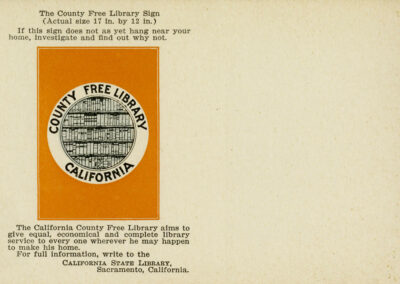 The County Free Library Sign
(Actual size 17 in. by 12 in.)
If this sign does not as yet hang near your
home, investigate and find out why not.
COUNTY FREE LIBRARY
CALIFORNIA
The California County Free Library aims to
give equal, economical and complete library
service to every one wherever he may happen
to make his home.
For full information, write to the
CALIFORNIA STATE LIBRARY,
Sacramento, California.